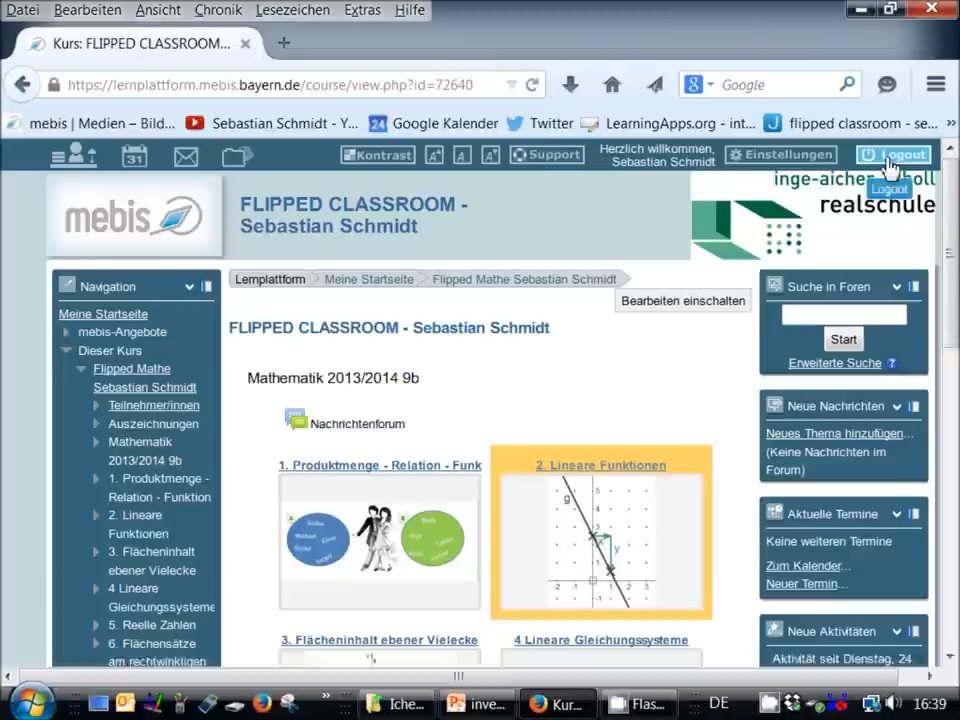 Datei Bearbeiten Ansicht Chronik Lesezeichen Extras Hilfe
Kurs: FLIPPED CLASSROOM...
https://lernplattform.mebis.bayern.de/course/view.php?id=72640
Google
mebis | Medien – Bild... Sebastian Schmidt - Y... 24 Google Kalender Twitter LearningApps.org - int... flipped classroom - se... »
31 Kontrast A A A Support Herzlich willkommen, Sebastian Schmidt Einstellungen Logout
Logout
mebis
FLIPPED CLASSROOM -
Sebastian Schmidt
realschule
Navigation
Meine Startseite
mebis-Angebote
Dieser Kurs
Flipped Mathe
Sebastian Schmidt
Teilnehmer/innen
Auszeichnungen
Mathematik
2013/2014 9b
1. Produktmenge -
Relation - Funktion
2. Lineare
Funktionen
3. Flächeninhalt
ebener Vielecke
4 Lineare
Gleichungssysteme
5. Reelle Zahlen
6. Flächensätze
am rechtwinkligen
Lernplattform Meine Startseite Flipped Mathe Sebastian Schmidt
Bearbeiten einschalten
FLIPPED CLASSROOM - Sebastian Schmidt
Mathematik 2013/2014 9b
Nachrichtenforum
1. Produktmenge - Relation - Funk
2. Lineare Funktionen
g
y
3. Flächeninhalt ebener Vielecke
4 Lineare Gleichungssysteme
Suche in Foren
Start
Erweiterte Suche
Neue Nachrichten
Neues Thema hinzufügen...
(Keine Nachrichten im
Forum)
Aktuelle Termine
Keine weiteren Termine
Zum Kalender...
Neuer Termin...
Neue Aktivitäten
Aktivität seit Dienstag, 24
» Iche... inve... Kur... Flas... DE 16:39